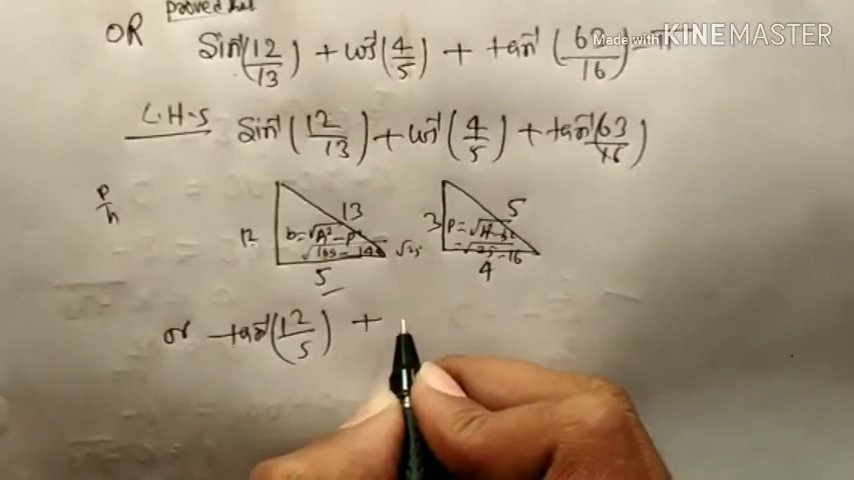 Proved that
OR Sin⁻¹(12/13) + cos⁻¹(4/5) + tan⁻¹(63/16) = π
Made with KINEMASTER
L.H.S Sin⁻¹(12/13) + cos⁻¹(4/5) + tan⁻¹(63/16)
P/h
12 13 b=√h²-P² √169-144 √25 5
3 5 P=√H²-b² =√25-16 4
or tan⁻¹(12/5) +